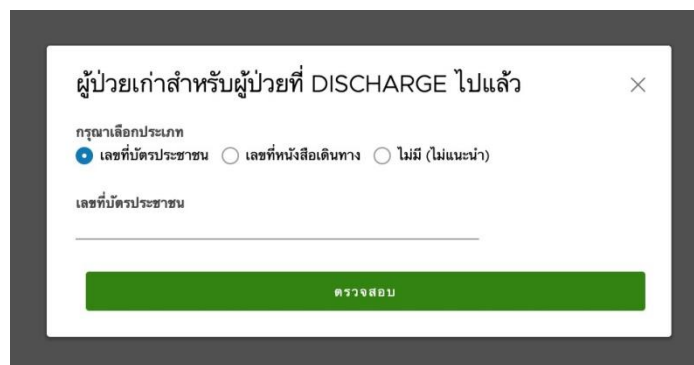 ผู้ป่วยเก่าสำหรับผู้ป่วยที่ DISCHARGE ไปแล้ว
กรุณาเลือกประเภท
เลขที่บัตรประชาชน เลขที่หนังสือเดินทาง ไม่มี (ไม่แนะนำ)
เลขที่บัตรประชาชน
ตรวจสอบ